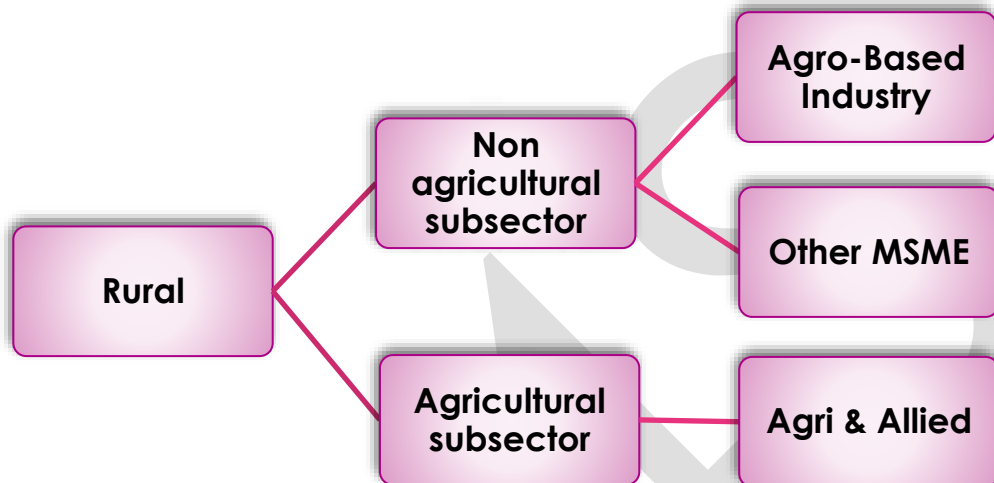 Agro-Based
Industry
Non
agricultural
subsector
Other MSME
Rural
Agricultural
subsector
Agri & Allied